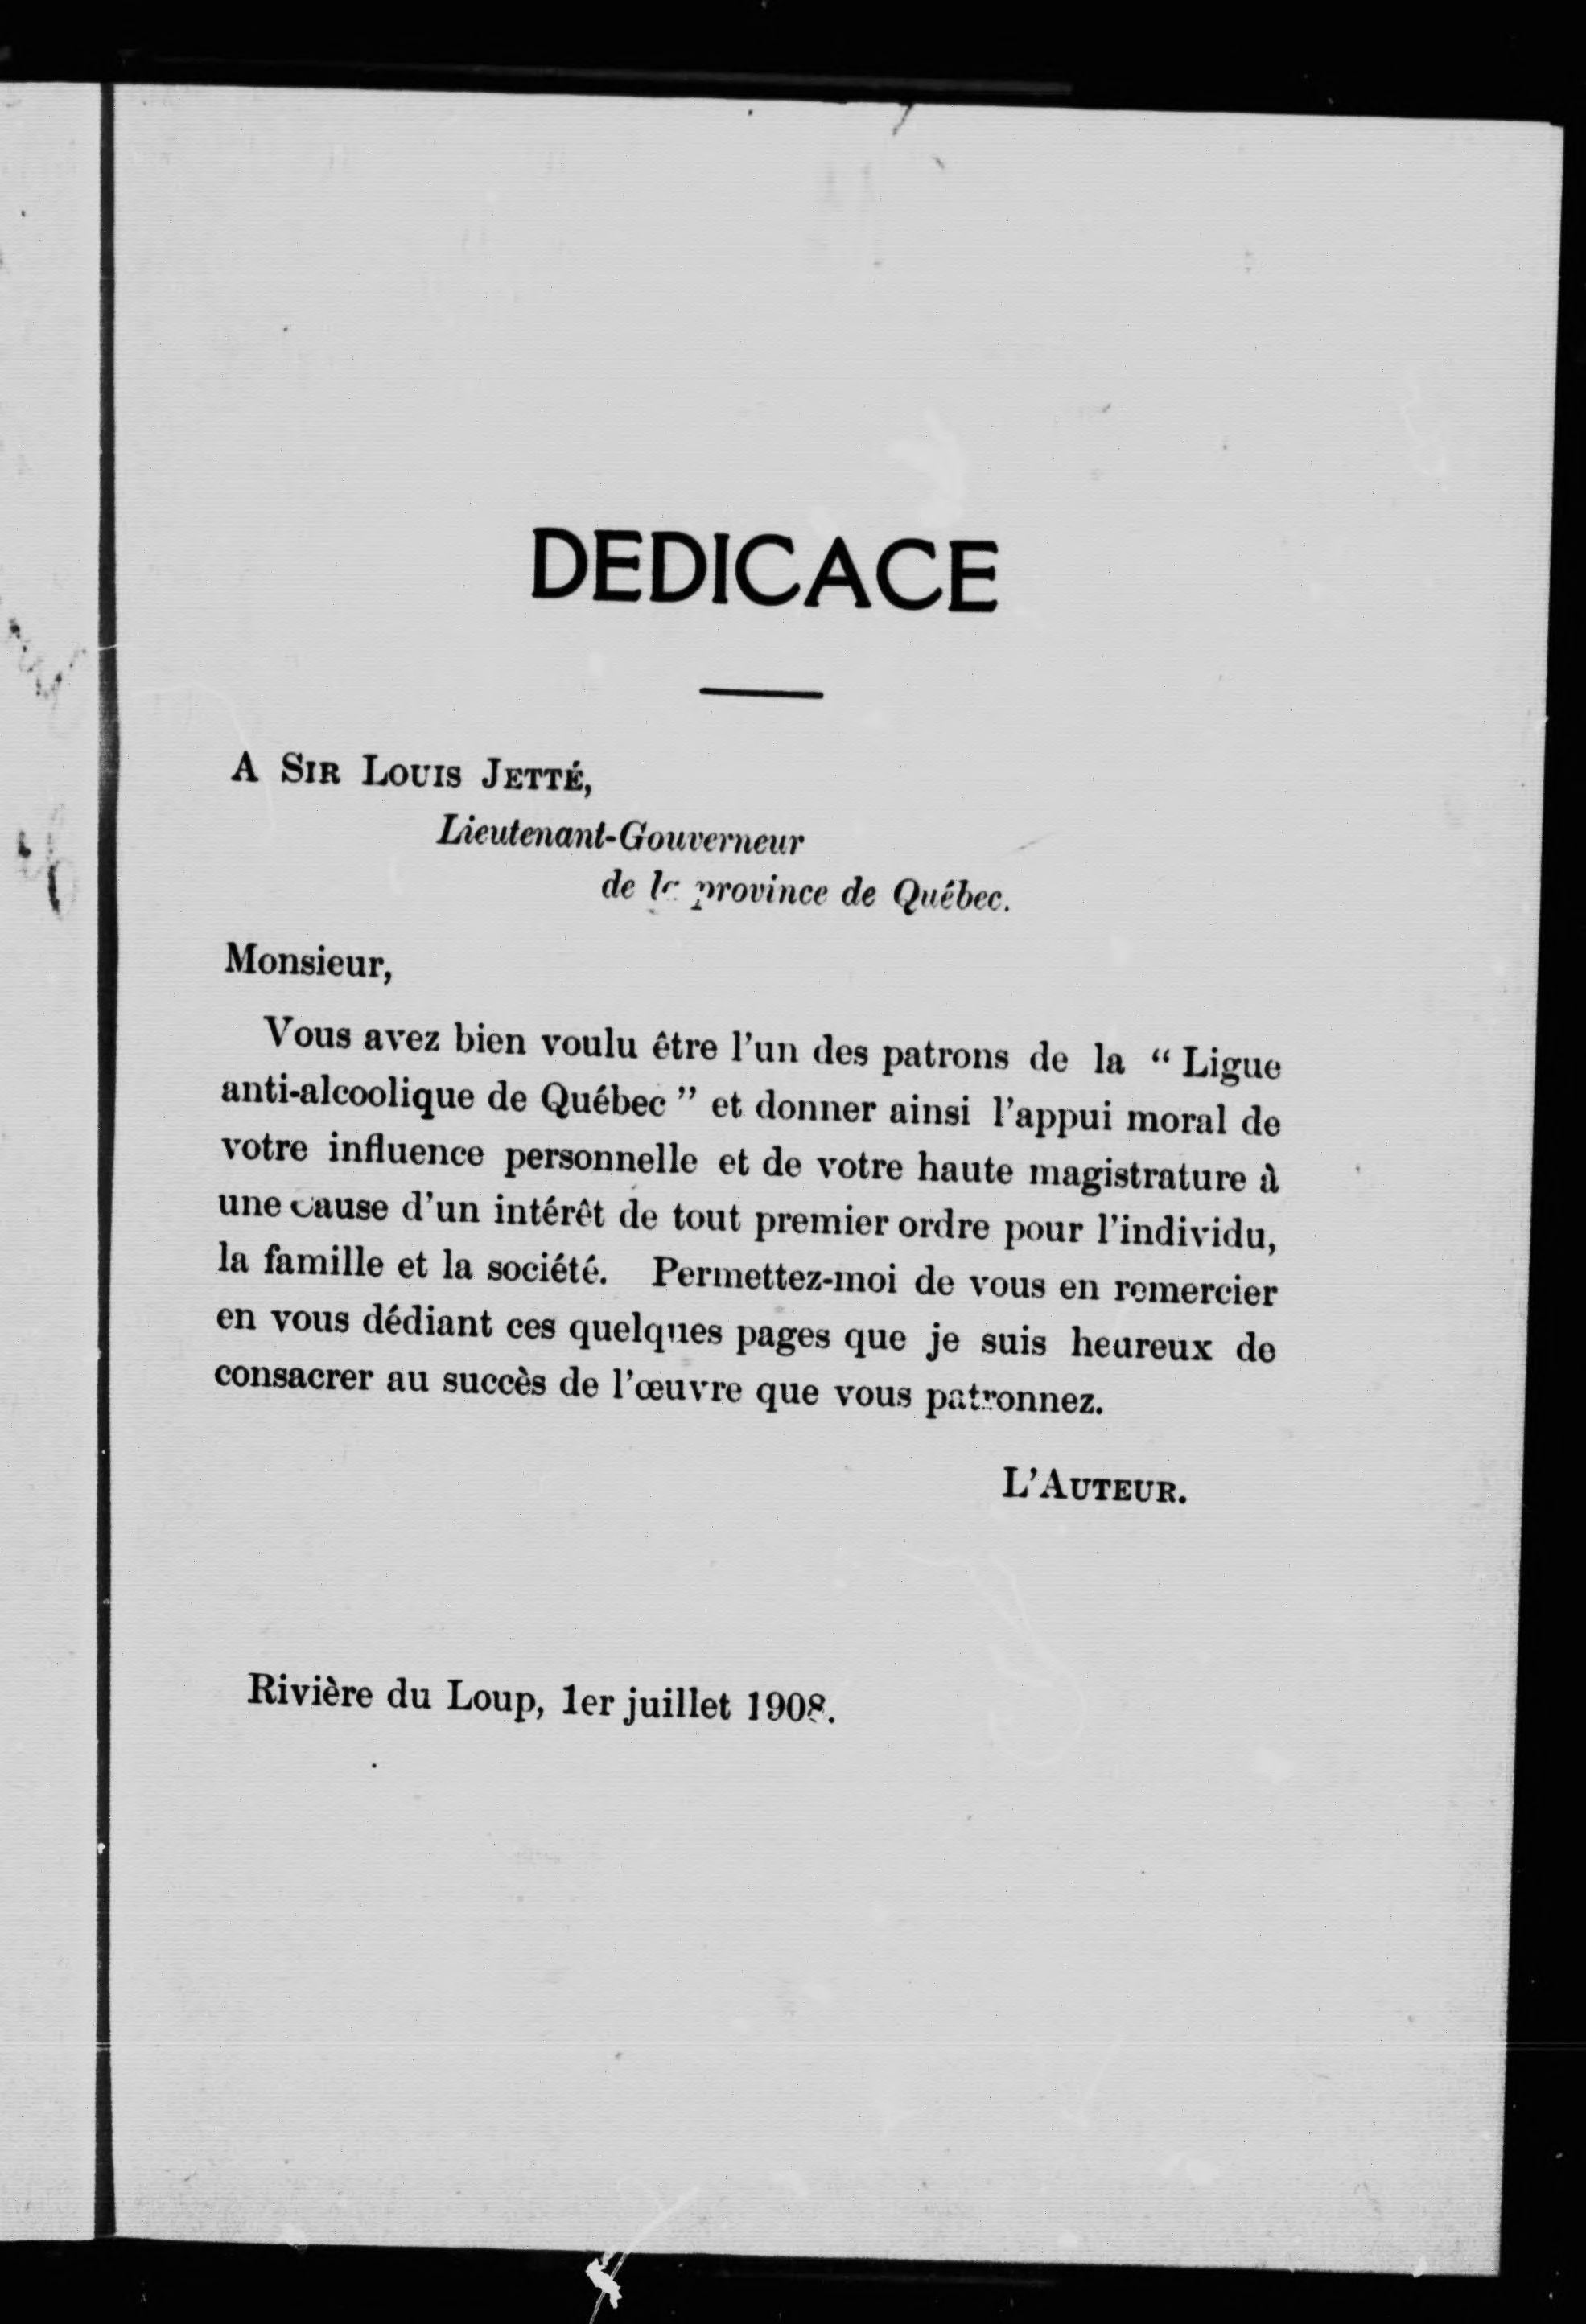 DEDICACE
A SIR LOUIS JETTÉ,
Lieutenant-Gouverneur
de la province de Québec.
Monsieur,
Vous avez bien voulu être l'un des patrons de la “ Ligue
anti-alcoolique de Québec ” et donner ainsi l'appui moral de
votre influence personnelle et de votre haute magistrature à
une cause d'un intérêt de tout premier ordre pour l'individu,
la famille et la société. Permettez-moi de vous en remercier
en vous dédiant ces quelques pages que je suis heureux de
consacrer au succès de l'œuvre que vous patronnez.
L'AUTEUR.
Rivière du Loup, 1er juillet 1908.